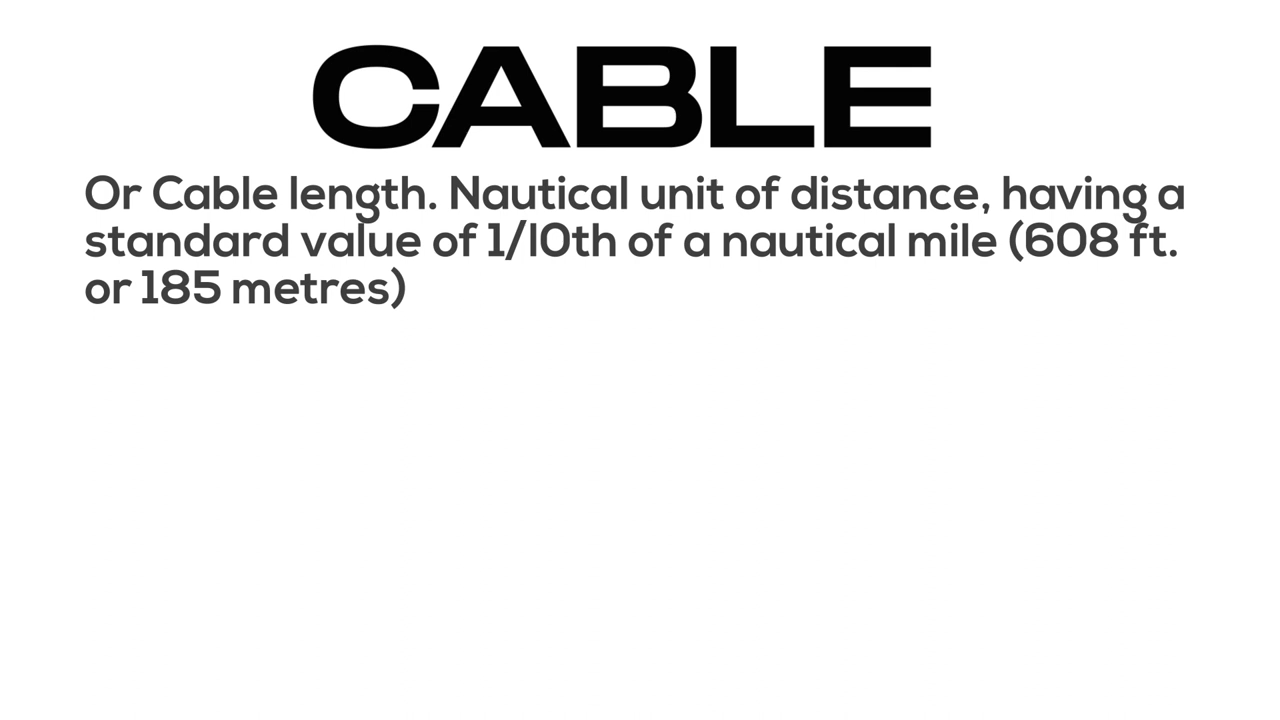 CABLE
Or Cable length. Nautical unit of distance, having a
standard value of 1/l0th of a nautical mile (608 ft.
or 185 metres)